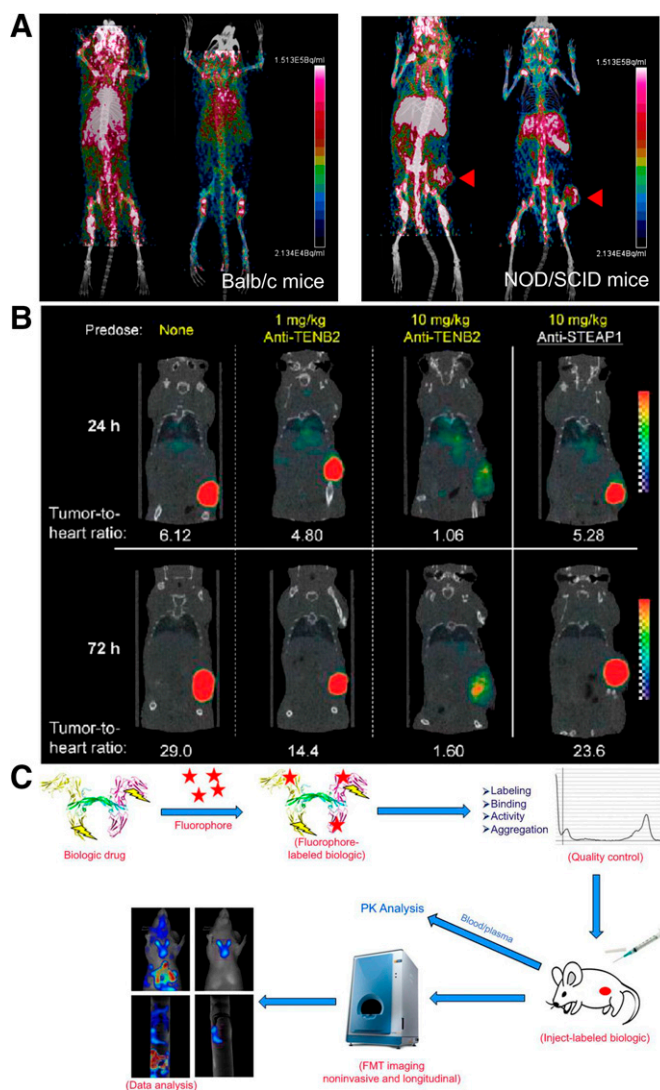 A
1.513E5Bq/ml
2.134E4Bq/ml
Balb/c mice
1.513E5Bq/ml
2.134E4Bq/ml
NOD/SCID mice
B
Predose: None
1 mg/kg
Anti-TENB2
10 mg/kg
Anti-TENB2
10 mg/kg
Anti-STEAP1
24 h
Tumor-to-
heart ratio:
6.12 4.80 1.06 5.28
72 h
Tumor-to-
heart ratio:
29.0 14.4 1.60 23.6
C
Biologic drug
Fluorophore
(Fluorophore-
labeled biologic)
Labeling
Binding
Activity
Aggregation
(Quality control)
PK Analysis
Blood/plasma
(Inject-labeled biologic)
(FMT imaging
noninvasive and longitudinal)
(Data analysis)